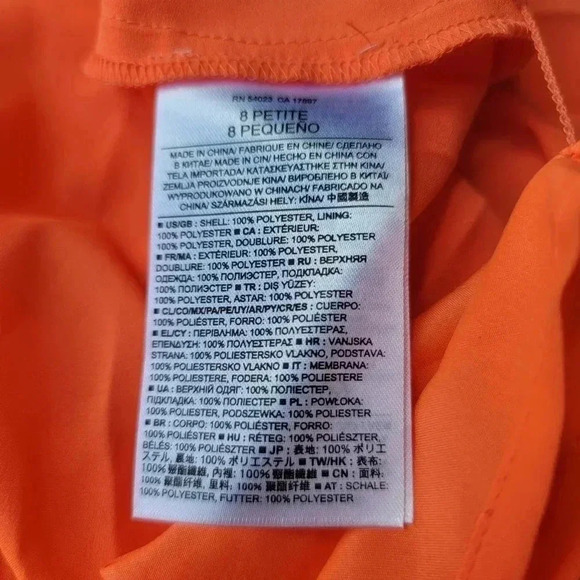 RN 54023 CA 17897
8 PETITE
8 PEQUEÑO
MADE IN CHINA/ FABRIQUE EN CHINE/ СДЕЛАНО
В КИТАЕ/ MADE IN CIN/ HECHO EN CHINA CON
TELA IMPORTADA/ ΚΑΤΑΣΚΕΥΑΣΤΗΚΕ ΣΤΗΝ ΚΙΝΑ/
ZEMLJA PROIZVODNJE KINA/ ВИРОБЛЕНО В КИТАЇ/
WYPRODUKOWANO W CHINACH/ FABRICADO NA
CHINA/ SZÁRMAZÁSI HELY: KÍNA/ 中國製造
■ US/GB : SHELL: 100% POLYESTER, LINING:
100% POLYESTER ■ CA : EXTÉRIEUR:
100% POLYESTER, DOUBLURE: 100% POLYESTER
■ FR/MA : EXTÉRIEUR: 100% POLYESTER,
DOUBLURE: 100% POLYESTER ■ RU : ВЕРХНЯЯ
ОДЕЖДА: 100% ПОЛИЭСТЕР, ПОДКЛАДКА:
100% ПОЛИЭСТЕР ■ TR : DIŞ YÜZEY:
100% POLYESTER, ASTAR: 100% POLYESTER
■ CL/CO/MX/PA/PE/UY/AR/PY/CR/ES : CUERPO:
100% POLIÉSTER, FORRO: 100% POLIÉSTER
■ EL/CY : ΠΕΡΙΒΛΗΜΑ: 100% ΠΟΛΥΕΣΤΕΡΑΣ,
ΕΠΕΝΔΥΣΗ: 100% ΠΟΛΥΕΣΤΕΡΑΣ ■ HR : VANJSKA
STRANA: 100% POLIESTERSKO VLAKNO, PODSTAVA:
100% POLIESTERSKO VLAKNO ■ IT : MEMBRANA:
100% POLIESTERE, FODERA: 100% POLIESTERE
■ UA : ВЕРХНІЙ ОДЯГ: 100% ПОЛІЕСТЕР,
ПІДКЛАДКА: 100% ПОЛІЕСТЕР ■ PL : POWŁOKA:
100% POLIESTER, PODSZEWKA: 100% POLIESTER
■ BR : CORPO: 100% POLIÉSTER, FORRO:
100% POLIÉSTER ■ HU : RÉTEG: 100% POLIÉSZTER,
BÉLÉS: 100% POLIÉSZTER ■ JP : 表地: 100% ポリエ
ステル, 裏地: 100% ポリエステル ■ TW/HK : 表布:
100% 聚酯纖維, 內裡: 100% 聚酯纖維 ■ CN : 面料:
100% 聚酯纤维, 里料: 100% 聚酯纤维 ■ AT : SCHALE:
100% POLYESTER, FUTTER: 100% POLYESTER